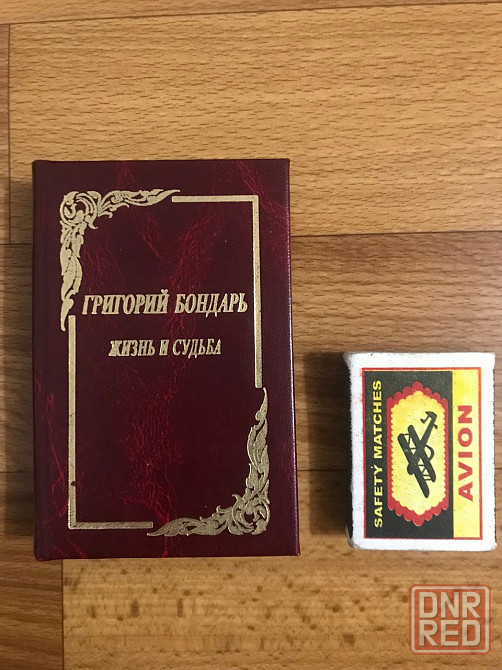 ГРИГОРИЙ БОНДАРЬ
ЖИЗНЬ И СУДЬБА
SAFETY MATCHES
AVION
DNR
RED